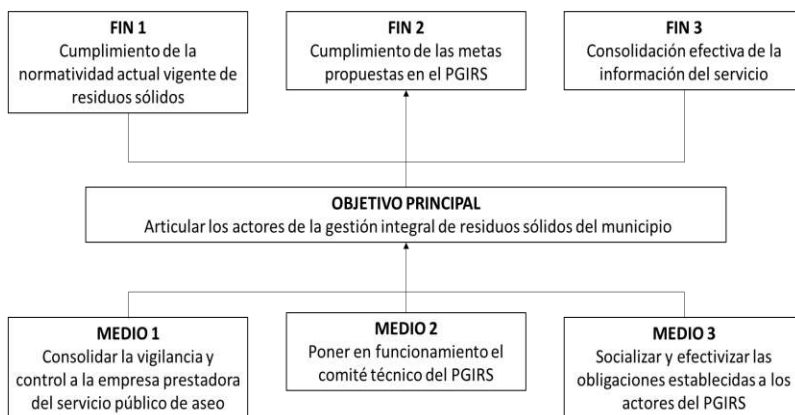 FIN 1
Cumplimiento de la
normatividad actual vigente de
residuos sólidos
FIN 2
Cumplimiento de las metas
propuestas en el PGIRS
FIN 3
Consolidación efectiva de la
información del servicio
OBJETIVO PRINCIPAL
Articular los actores de la gestión integral de residuos sólidos del municipio
MEDIO 1
Consolidar la vigilancia y
control a la empresa prestadora
del servicio público de aseo
MEDIO 2
Poner en funcionamiento el
comité técnico del PGIRS
MEDIO 3
Socializar y efectivizar las
obligaciones establecidas a los
actores del PGIRS